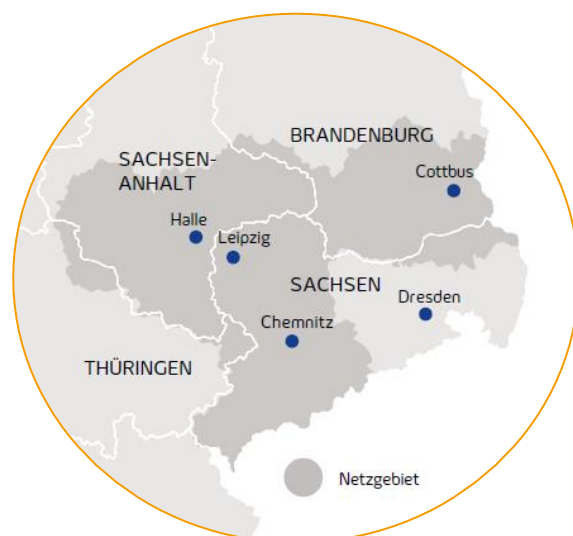 BRANDENBURG
SACHSEN-
ANHALT
Cottbus
Halle
Leipzig
SACHSEN
Dresden
Chemnitz
THÜRINGEN
Netzgebiet